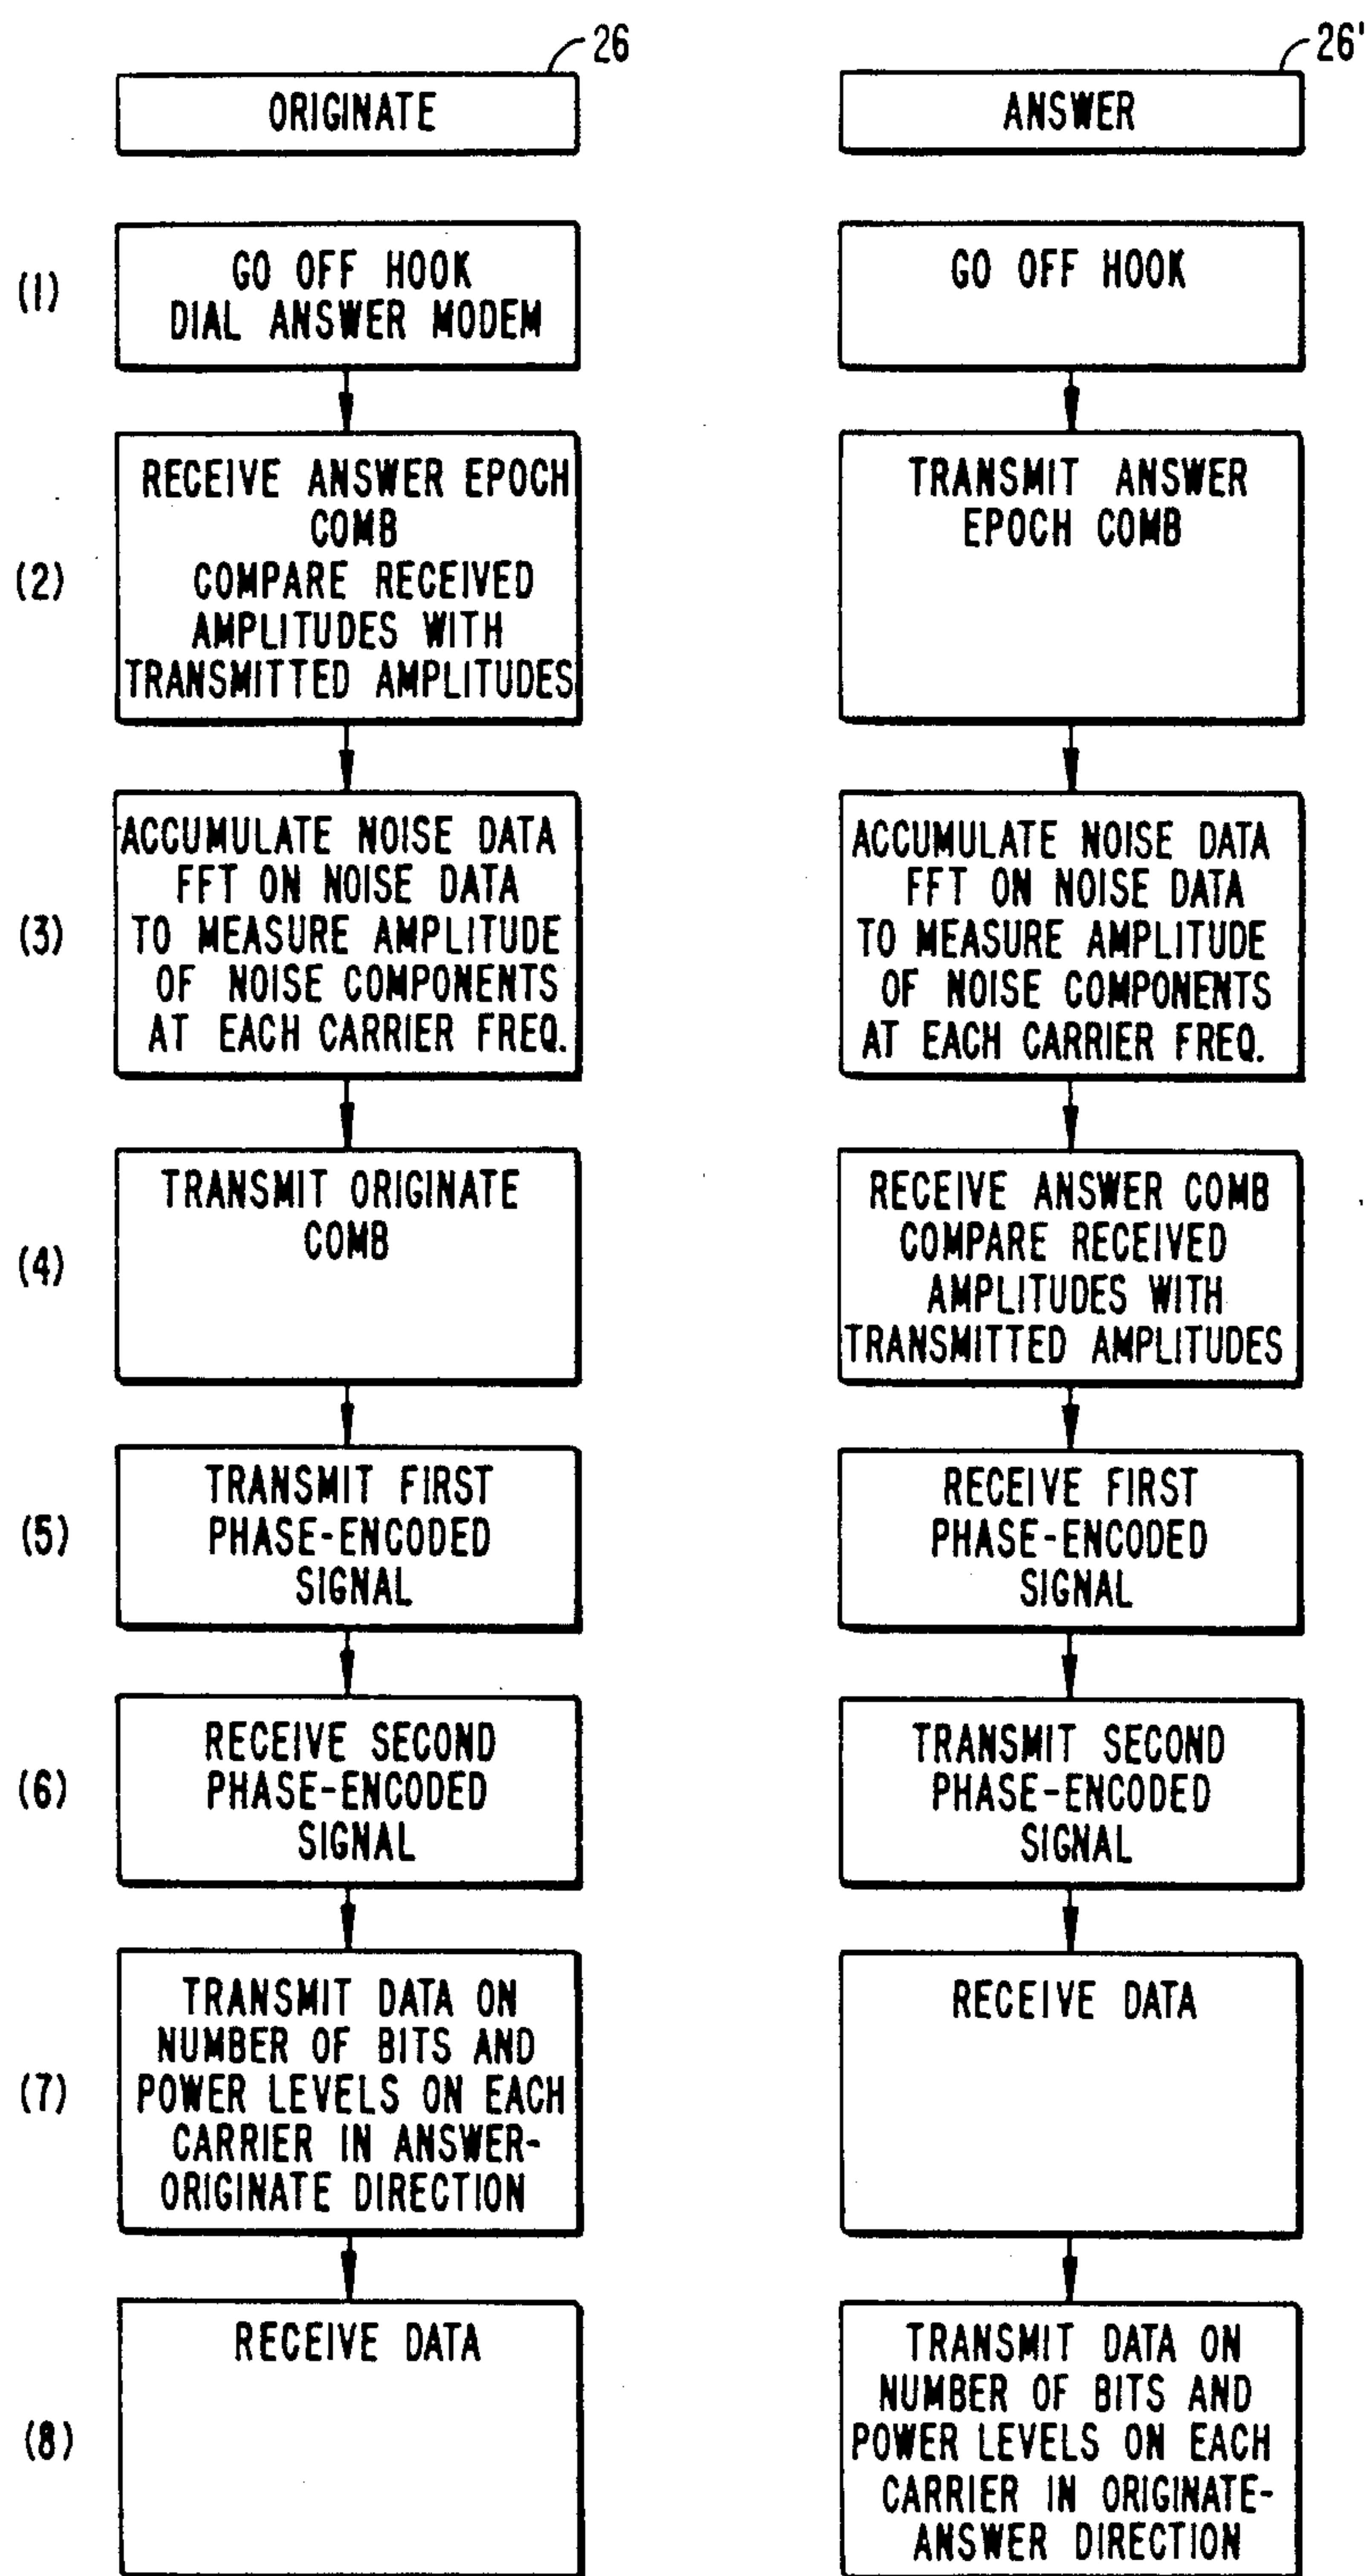 26
26'
ORIGINATE
ANSWER
(1)
GO OFF HOOK
DIAL ANSWER MODEM
GO OFF HOOK
(2)
RECEIVE ANSWER EPOCH
COMB
COMPARE RECEIVED
AMPLITUDES WITH
TRANSMITTED AMPLITUDES
TRANSMIT ANSWER
EPOCH COMB
(3)
ACCUMULATE NOISE DATA
FFT ON NOISE DATA
TO MEASURE AMPLITUDE
OF NOISE COMPONENTS
AT EACH CARRIER FREQ.
ACCUMULATE NOISE DATA
FFT ON NOISE DATA
TO MEASURE AMPLITUDE
OF NOISE COMPONENTS
AT EACH CARRIER FREQ.
(4)
TRANSMIT ORIGINATE
COMB
RECEIVE ANSWER COMB
COMPARE RECEIVED
AMPLITUDES WITH
TRANSMITTED AMPLITUDES
(5)
TRANSMIT FIRST
PHASE-ENCODED
SIGNAL
RECEIVE FIRST
PHASE-ENCODED
SIGNAL
(6)
RECEIVE SECOND
PHASE-ENCODED
SIGNAL
TRANSMIT SECOND
PHASE-ENCODED
SIGNAL
(7)
TRANSMIT DATA ON
NUMBER OF BITS AND
POWER LEVELS ON EACH
CARRIER IN ANSWER-
ORIGINATE DIRECTION
RECEIVE DATA
(8)
RECEIVE DATA
TRANSMIT DATA ON
NUMBER OF BITS AND
POWER LEVELS ON EACH
CARRIER IN ORIGINATE-
ANSWER DIRECTION